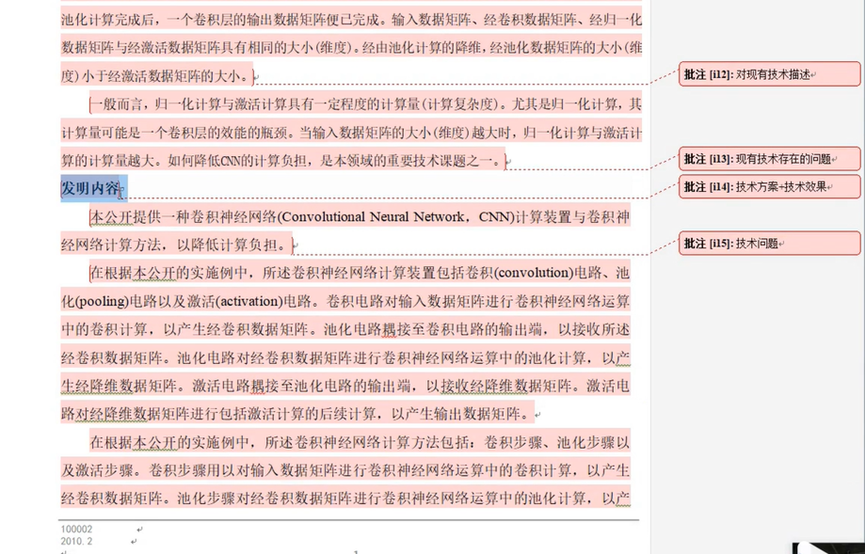 池化计算完成后，一个卷积层的输出数据矩阵便已完成。输入数据矩阵、经卷积数据矩阵、经归一化
数据矩阵与经激活数据矩阵具有相同的大小(维度)。经由池化计算的降维，经池化数据矩阵的大小(维
度)小于经激活数据矩阵的大小。
批注 [i12]: 对现有技术描述
一般而言，归一化计算与激活计算具有一定程度的计算量(计算复杂度)。尤其是归一化计算，其
计算量可能是一个卷积层的效能的瓶颈。当输入数据矩阵的大小(维度)越大时，归一化计算与激活计
算的计算量越大。如何降低CNN的计算负担，是本领域的重要技术课题之一。
批注 [i13]: 现有技术存在的问题
发明内容
批注 [i14]: 技术方案+技术效果
本公开提供一种卷积神经网络(Convolutional Neural Network，CNN)计算装置与卷积神
经网络计算方法，以降低计算负担。
批注 [i15]: 技术问题
在根据本公开的实施例中，所述卷积神经网络计算装置包括卷积(convolution)电路、池
化(pooling)电路以及激活(activation)电路。卷积电路对输入数据矩阵进行卷积神经网络运算
中的卷积计算，以产生经卷积数据矩阵。池化电路耦接至卷积电路的输出端，以接收所述
经卷积数据矩阵。池化电路对经卷积数据矩阵进行卷积神经网络运算中的池化计算，以产
生经降维数据矩阵。激活电路耦接至池化电路的输出端，以接收经降维数据矩阵。激活电
路对经降维数据矩阵进行包括激活计算的后续计算，以产生输出数据矩阵。
在根据本公开的实施例中，所述卷积神经网络计算方法包括：卷积步骤、池化步骤以
及激活步骤。卷积步骤用以对输入数据矩阵进行卷积神经网络运算中的卷积计算，以产生
经卷积数据矩阵。池化步骤对经卷积数据矩阵进行卷积神经网络运算中的池化计算，以产
100002
2010. 2